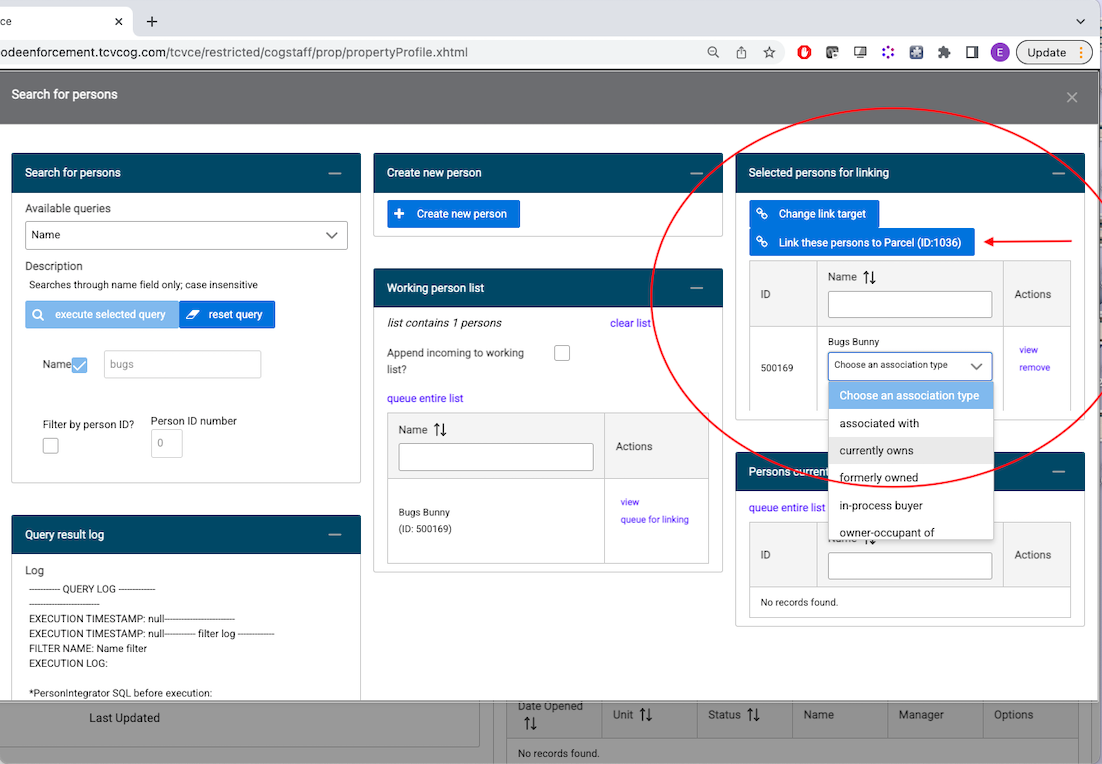 ce
odeenforcement.tcvcog.com/tcvce/restricted/cogstaff/prop/propertyProfile.xhtml
E
Update
Search for persons
Search for persons
Available queries
Name
Description
Searches through name field only; case insensitive
execute selected query
reset query
Name
bugs
Filter by person ID?
Person ID number
0
Query result log
Log
----------- QUERY LOG -------------
-------------------------
EXECUTION TIMESTAMP: null-------------------------
EXECUTION TIMESTAMP: null----------- filter log -------------
FILTER NAME: Name filter
EXECUTION LOG:
*PersonIntegrator SQL before execution:
Create new person
Create new person
Working person list
list contains 1 persons
clear list
Append incoming to working
list?
queue entire list
Name
Actions
Bugs Bunny
(ID: 500169)
view
queue for linking
Selected persons for linking
Change link target
Link these persons to Parcel (ID:1036)
ID
Name
Actions
500169
Bugs Bunny
Choose an association type
view
remove
Choose an association type
associated with
currently owns
formerly owned
in-process buyer
owner-occupant of
Persons current
queue entire list
ID
Name
Actions
No records found.
Last Updated
Date Opened
Unit
Status
Name
Manager
Options
No records found.